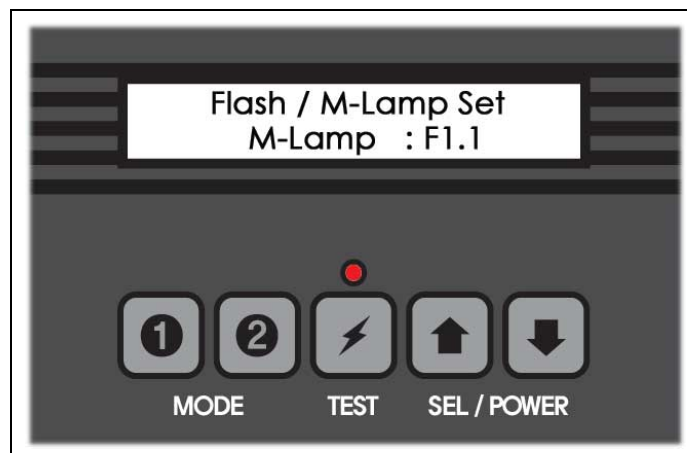 Flash / M-Lamp Set
M-Lamp : F1.1
1 2
MODE TEST SEL / POWER